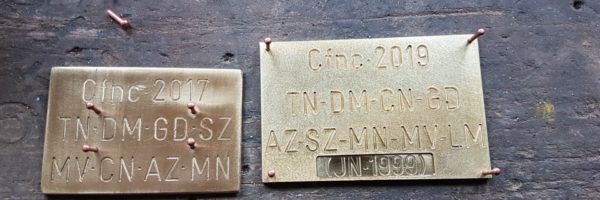 Cfnc-2017
TN-DM-GD-SZ
MV-CN-AZ-MN
Cfnc-2019
TN-DM-CN-GD
AZ-SZ-MN-MV-LM
(JN-1999)